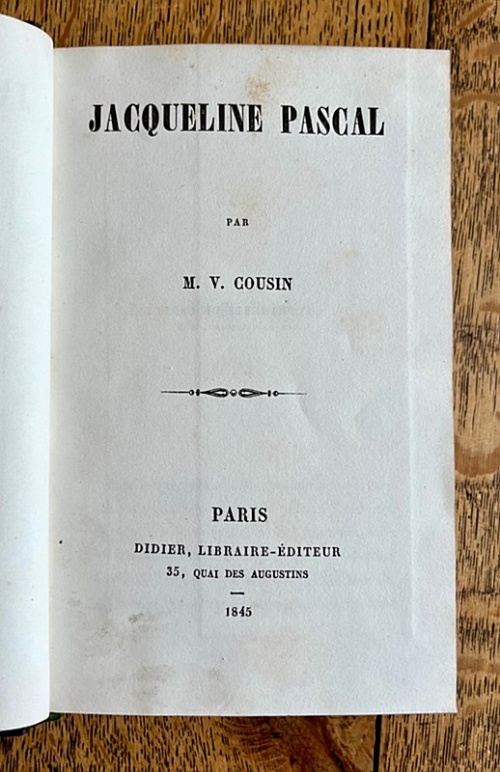 JACQUELINE PASCAL
PAR
M. V. COUSIN
PARIS
DIDIER, LIBRAIRE-ÉDITEUR
35, QUAI DES AUGUSTINS
1845